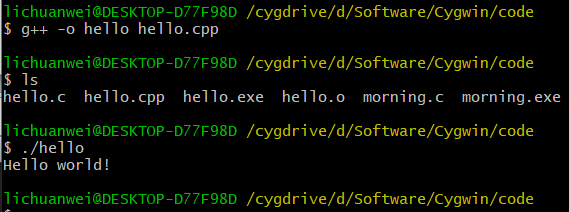 lichuanwei@DESKTOP-D77F98D /cygdrive/d/Software/Cygwin/code
$ g++ -o hello hello.cpp
lichuanwei@DESKTOP-D77F98D /cygdrive/d/Software/Cygwin/code
$ ls
hello.c hello.cpp hello.exe hello.o morning.c morning.exe
lichuanwei@DESKTOP-D77F98D /cygdrive/d/Software/Cygwin/code
$ ./hello
Hello world!
lichuanwei@DESKTOP-D77F98D /cygdrive/d/Software/Cygwin/code